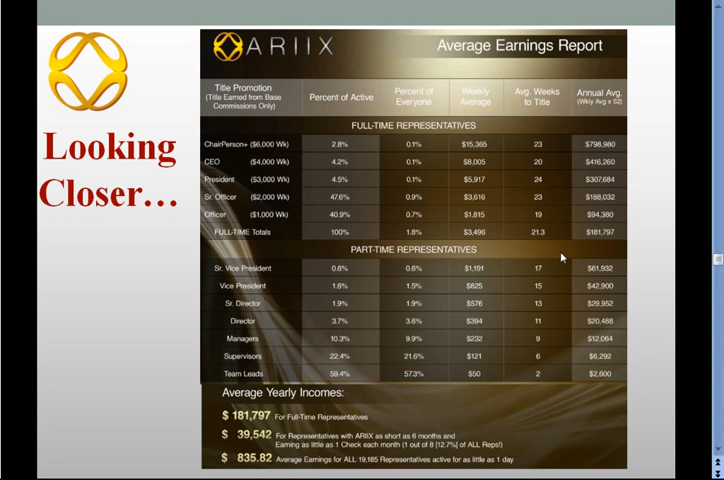 ARIIX
Average Earnings Report
Looking
Closer...
Title Promotion
(Title Earned from Base
Commissions Only)
Percent of Active
Percent of
Everyone
Weekly
Average
Avg. Weeks
to Title
Annual Avg.
(Wkly Avg x 52)
FULL-TIME REPRESENTATIVES
ChairPerson+ ($6,000 Wk) 2.8% 0.1% $15,365 23 $798,980
CEO ($4,000 Wk) 4.2% 0.1% $8,005 20 $416,260
President ($3,000 Wk) 4.5% 0.1% $5,917 24 $307,684
Sr. Officer ($2,000 Wk) 47.6% 0.9% $3,616 23 $188,032
Officer ($1,000 Wk) 40.9% 0.7% $1,815 19 $94,380
FULL-TIME Totals 100% 1.8% $3,496 21.3 $181,797
PART-TIME REPRESENTATIVES
Sr. Vice President 0.6% 0.6% $1,191 17 $61,932
Vice President 1.6% 1.5% $825 15 $42,900
Sr. Director 1.9% 1.9% $576 13 $29,952
Director 3.7% 3.6% $394 11 $20,488
Managers 10.3% 9.9% $232 9 $12,064
Supervisors 22.4% 21.6% $121 6 $6,292
Team Leads 59.4% 57.3% $50 2 $2,600
Average Yearly Incomes:
$ 181,797 For Full-Time Representatives
$ 39,542 For Representatives with ARIIX as short as 6 months and
Earning as little as 1 Check each month (1 out of 8 [12.7%] of ALL Reps!)
$ 835.82 Average Earnings for ALL 19,185 Representatives active for as little as 1 day